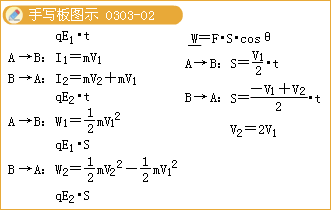 手写板图示 0303-02
qE₁·t
A→B: I₁=mV₁
B→A: I₂=mV₂+mV₁
qE₂·t
A→B: W₁=1/2mV₁²
qE₁·S
B→A: W₂=1/2mV₂²-1/2mV₁²
qE₂·S
W=F·S·cosθ
A→B: S=V₁/2·t
B→A: S=(-V₁+V₂)/2·t
V₂=2V₁